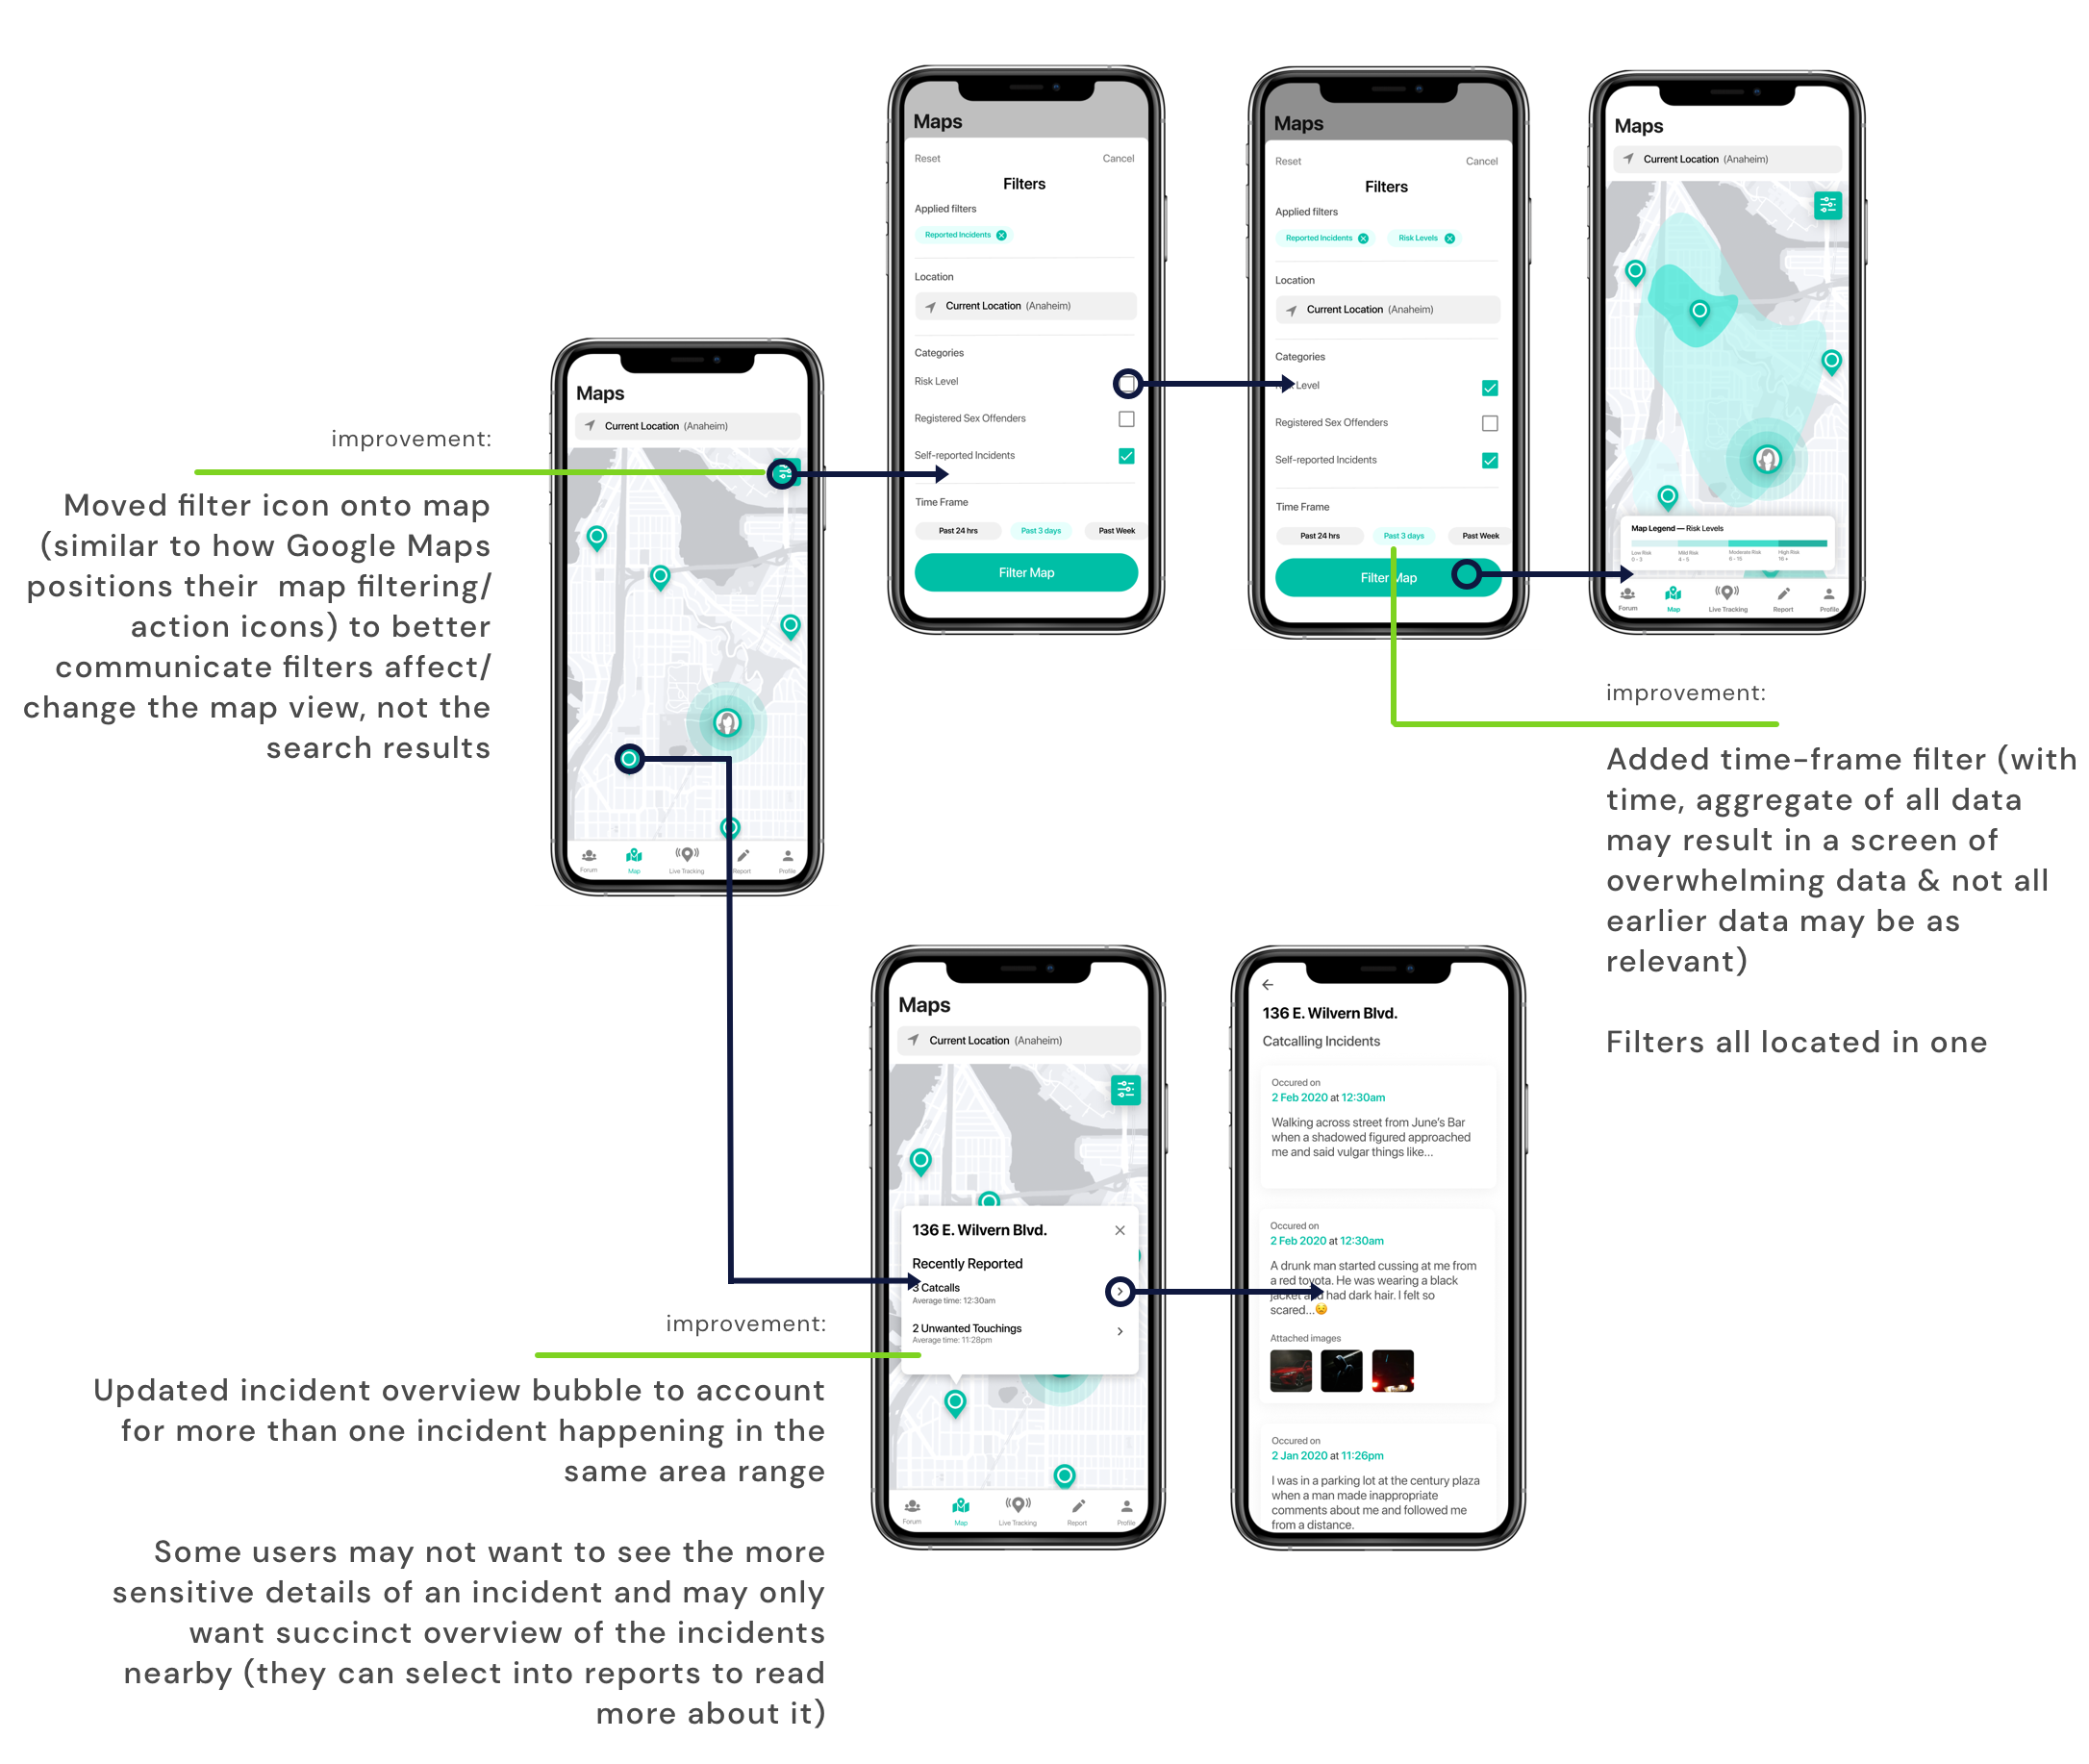 improvement:
Moved filter icon onto map
(similar to how Google Maps
positions their map filtering/
action icons) to better
communicate filters affect/
change the map view, not the
search results
Maps
Current Location (Anaheim)
Forum
Map
Live Tracking
Report
Profile
Maps
Reset
Cancel
Filters
Applied filters
Reported Incidents
Location
Current Location (Anaheim)
Categories
Risk Level
Registered Sex Offenders
Self-reported Incidents
Time Frame
Past 24 hrs
Past 3 days
Past Week
Filter Map
Maps
Reset
Cancel
Filters
Applied filters
Reported Incidents
Risk Levels
Location
Current Location (Anaheim)
Categories
Level
Registered Sex Offenders
Self-reported Incidents
Time Frame
Past 24 hrs
Past 3 days
Past Week
Filter Map
Maps
Current Location (Anaheim)
Map Legend — Risk Levels
Low Risk
0 - 3
Mild Risk
4 - 5
Moderate Risk
6 - 15
High Risk
16 +
Forum
Map
Live Tracking
Report
Profile
improvement:
Added time-frame filter (with
time, aggregate of all data
may result in a screen of
overwhelming data & not all
earlier data may be as
relevant)
Filters all located in one
Maps
Current Location (Anaheim)
136 E. Wilvern Blvd.
Recently Reported
3 Catcalls
Average time: 12:30am
2 Unwanted Touchings
Average time: 11:28pm
Forum
Map
Live Tracking
Report
Profile
136 E. Wilvern Blvd.
Catcalling Incidents
Occured on
2 Feb 2020 at 12:30am
Walking across street from June's Bar
when a shadowed figured approached
me and said vulgar things like...
Occured on
2 Feb 2020 at 12:30am
A drunk man started cussing at me from
a red toyota. He was wearing a black
jacket and had dark hair. I felt so
scared...😣
Attached images
Occured on
2 Jan 2020 at 11:26pm
I was in a parking lot at the century plaza
when a man made inappropriate
comments about me and followed me
from a distance.
improvement:
Updated incident overview bubble to account
for more than one incident happening in the
same area range
Some users may not want to see the more
sensitive details of an incident and may only
want succinct overview of the incidents
nearby (they can select into reports to read
more about it)